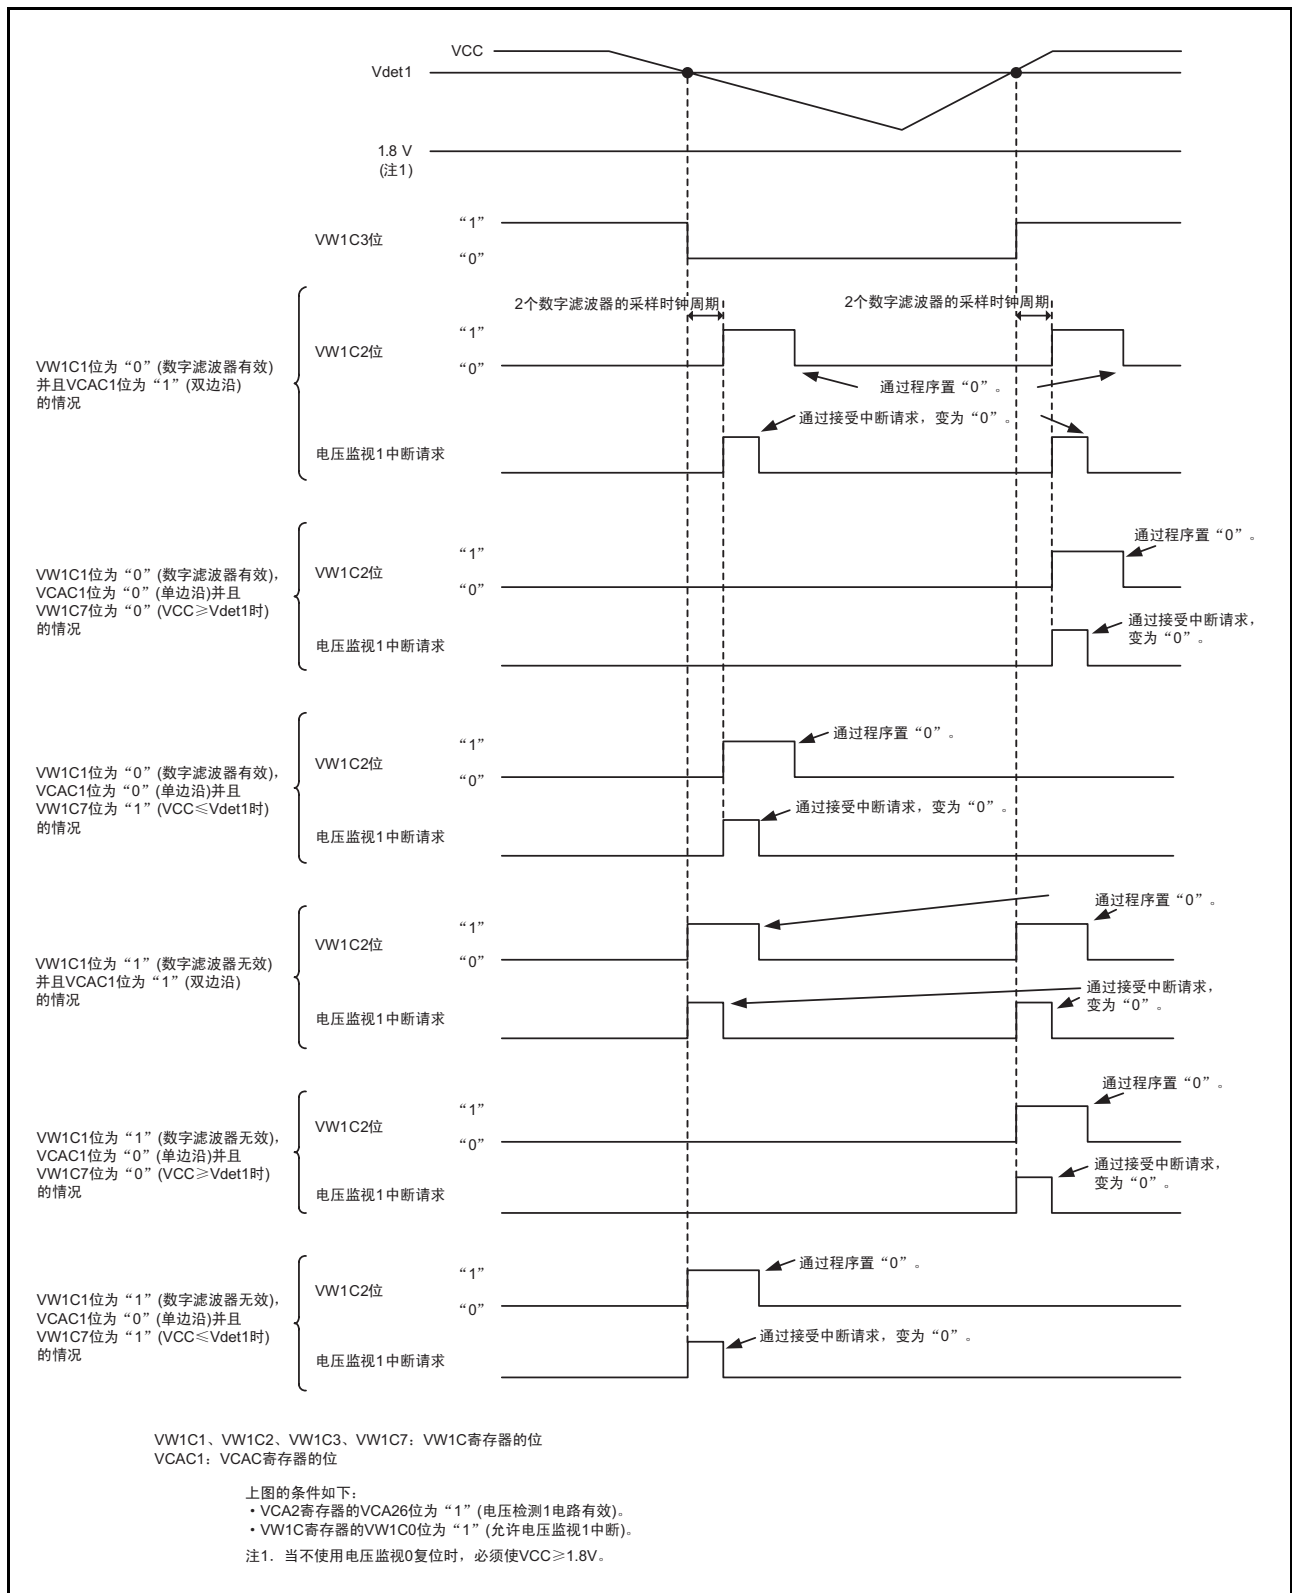 VCC
Vdet1
1.8 V
(注1)
“1”
VW1C3位
“0”
2个数字滤波器的采样时钟周期
2个数字滤波器的采样时钟周期
“1”
VW1C2位
“0”
VW1C1位为“0”(数字滤波器有效)
并且VCAC1位为“1”(双边沿)
的情况
通过程序置“0”。
通过接受中断请求，变为“0”。
电压监视1中断请求
通过程序置“0”。
“1”
VW1C2位
“0”
VW1C1位为“0”(数字滤波器有效)，
VCAC1位为“0”(单边沿)并且
VW1C7位为“0”(VCC≥Vdet1时)
的情况
通过接受中断请求，
变为“0”。
电压监视1中断请求
通过程序置“0”。
“1”
VW1C2位
“0”
VW1C1位为“0”(数字滤波器有效)，
VCAC1位为“0”(单边沿)并且
VW1C7位为“1”(VCC≤Vdet1时)
的情况
通过接受中断请求，变为“0”。
电压监视1中断请求
通过程序置“0”。
“1”
VW1C2位
“0”
VW1C1位为“1”(数字滤波器无效)
并且VCAC1位为“1”(双边沿)
的情况
通过接受中断请求，
变为“0”。
电压监视1中断请求
通过程序置“0”。
“1”
VW1C2位
“0”
VW1C1位为“1”(数字滤波器无效)，
VCAC1位为“0”(单边沿)并且
VW1C7位为“0”(VCC≥Vdet1时)
的情况
通过接受中断请求，
变为“0”。
电压监视1中断请求
通过程序置“0”。
“1”
VW1C2位
“0”
VW1C1位为“1”(数字滤波器无效)，
VCAC1位为“0”(单边沿)并且
VW1C7位为“1”(VCC≤Vdet1时)
的情况
通过接受中断请求，变为“0”。
电压监视1中断请求
VW1C1、VW1C2、VW1C3、VW1C7：VW1C寄存器的位
VCAC1：VCAC寄存器的位
上图的条件如下：
・VCA2寄存器的VCA26位为“1”(电压检测1电路有效)。
・VW1C寄存器的VW1C0位为“1”(允许电压监视1中断)。
注1. 当不使用电压监视0复位时，必须使VCC≥1.8V。